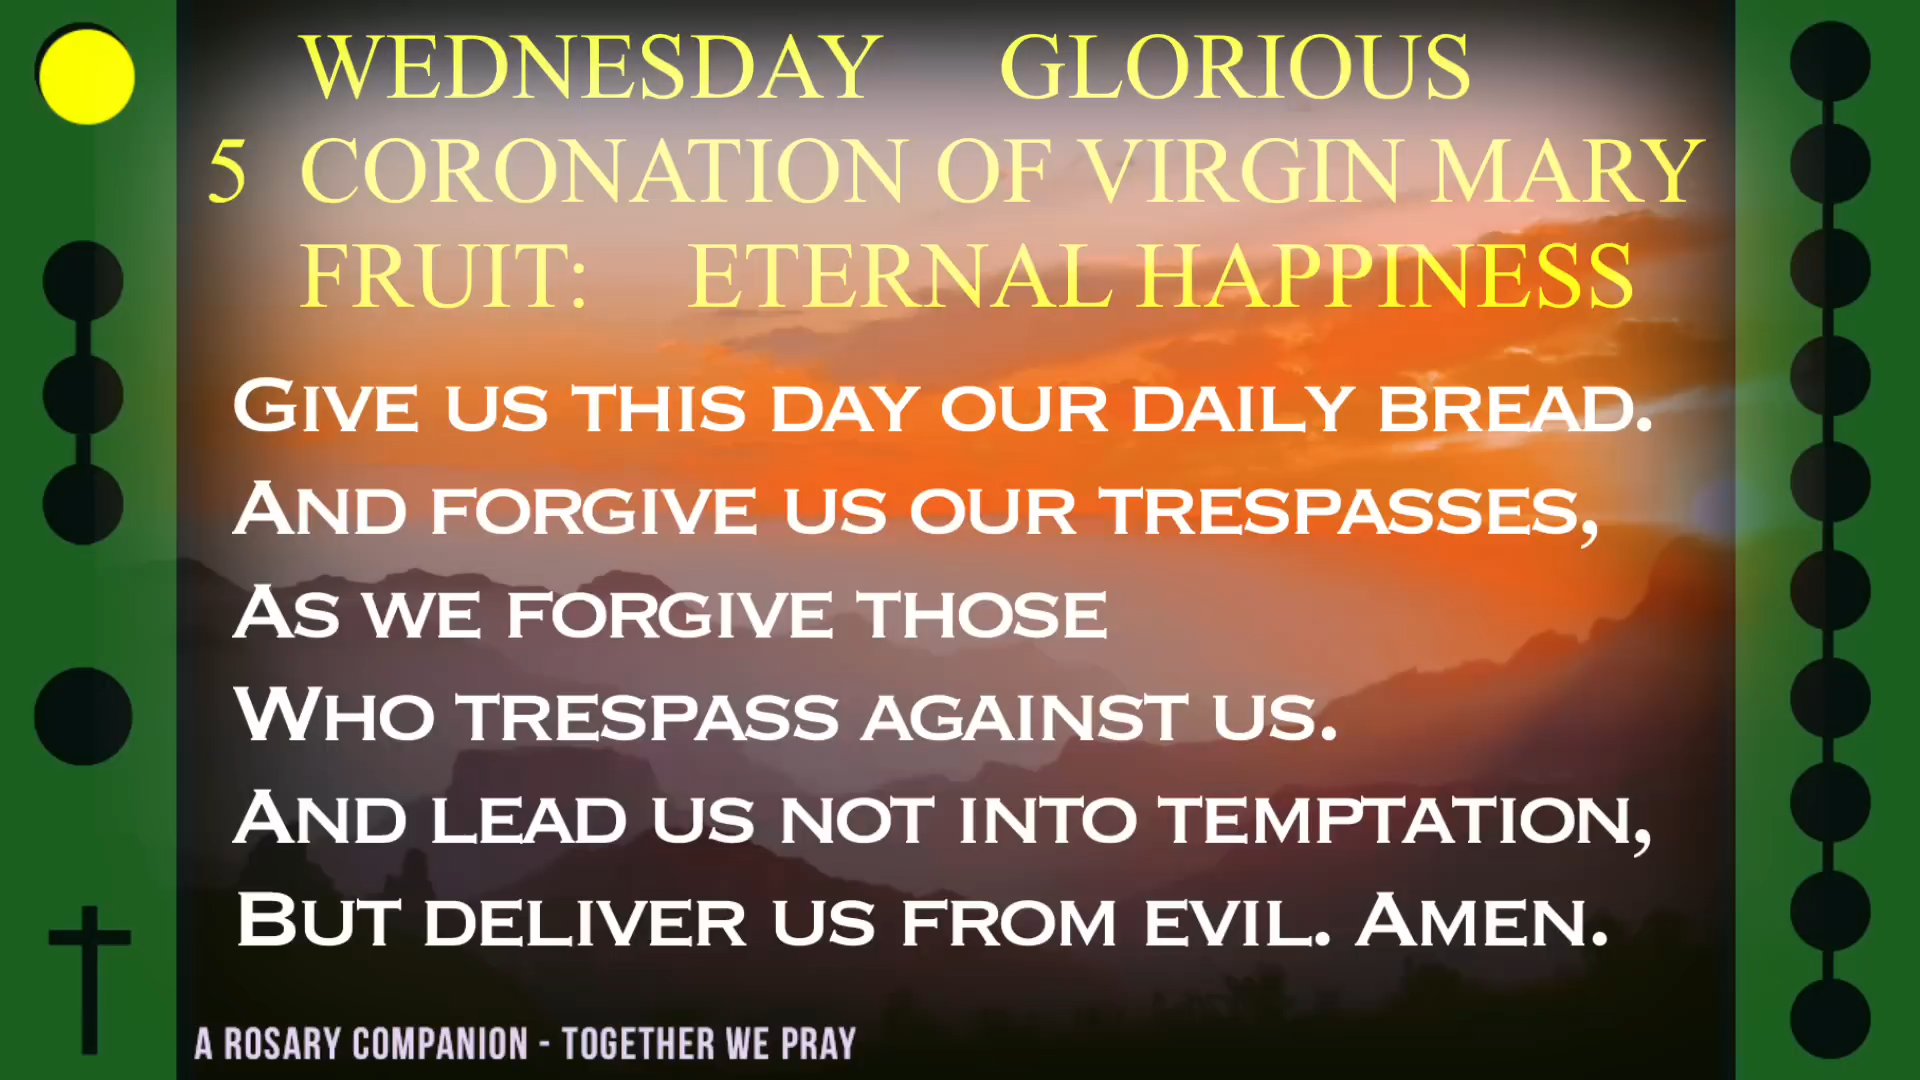 WEDNESDAY GLORIOUS
5 CORONATION OF VIRGIN MARY
FRUIT: ETERNAL HAPPINESS
GIVE US THIS DAY OUR DAILY BREAD.
AND FORGIVE US OUR TRESPASSES,
AS WE FORGIVE THOSE
WHO TRESPASS AGAINST US.
AND LEAD US NOT INTO TEMPTATION,
BUT DELIVER US FROM EVIL. AMEN.
A ROSARY COMPANION - TOGETHER WE PRAY